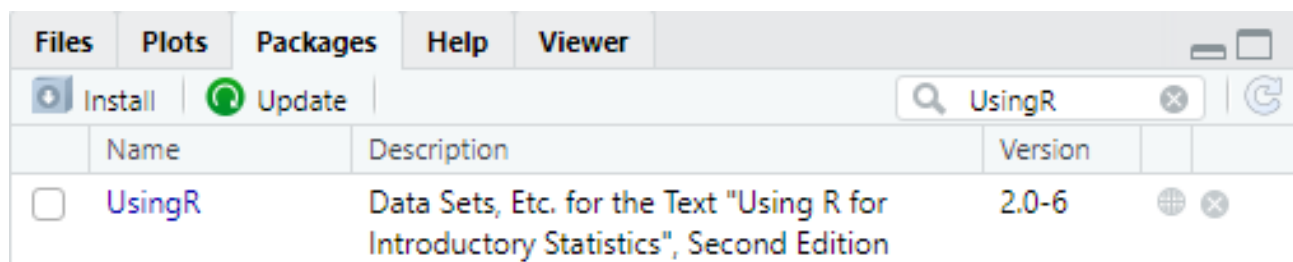 Files Plots Packages Help Viewer
Install Update UsingR
Name Description Version
UsingR Data Sets, Etc. for the Text "Using R for 2.0-6
Introductory Statistics", Second Edition